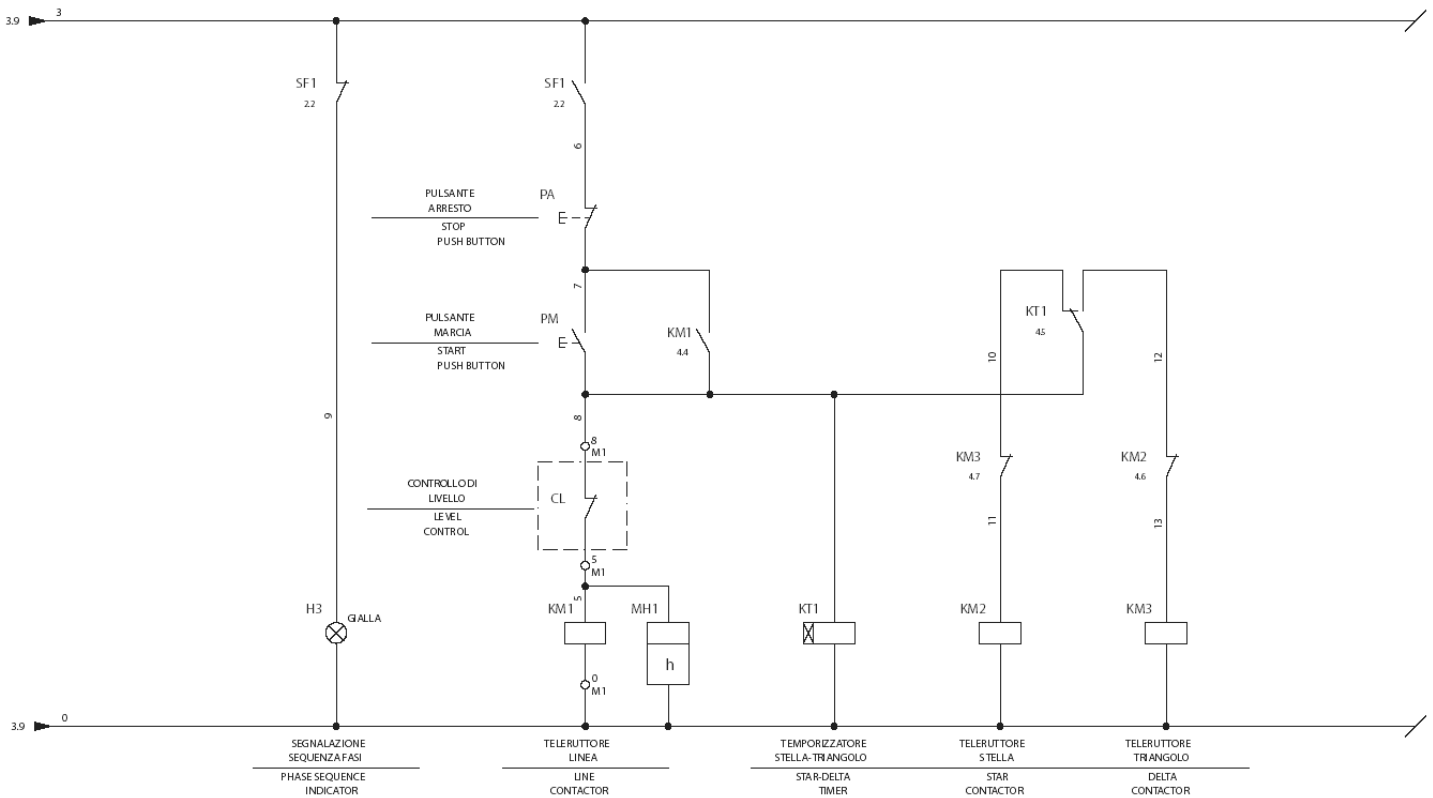 3.9
3
SF1
2.2
SF1
2.2
6
PULSANTE
ARRESTO
STOP
PUSH BUTTON
PA
7
PULSANTE
MARCIA
START
PUSH BUTTON
PM
KM1
4.4
KT1
4.5
10
12
9
8
8
M1
KM3
4.7
KM2
4.6
CONTROLLO DI
LIVELLO
LEVEL
CONTROL
CL
11
13
5
M1
5
H3
GIALLA
KM1
MH1
h
KT1
KM2
KM3
0
M1
3.9
0
SEGNALAZIONE
SEQUENZA FASI
PHASE SEQUENCE
INDICATOR
TELERUTTORE
LINEA
LINE
CONTACTOR
TEMPORIZZATORE
STELLA-TRIANGOLO
STAR-DELTA
TIMER
TELERUTTORE
STELLA
STAR
CONTACTOR
TELERUTTORE
TRIANGOLO
DELTA
CONTACTOR